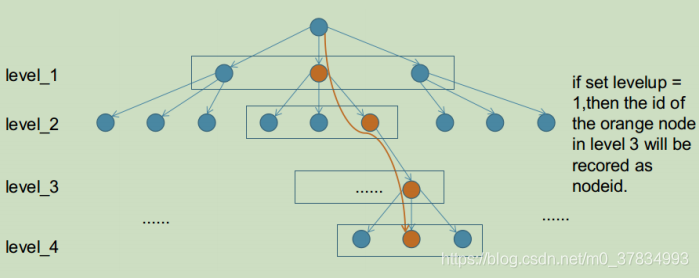 level_1
level_2
level_3
level_4
......
......
......
if set levelup =
1,then the id of
the orange node
in level 3 will be
recored as
nodeid.
https://blog.csdn.net/m0_37834993